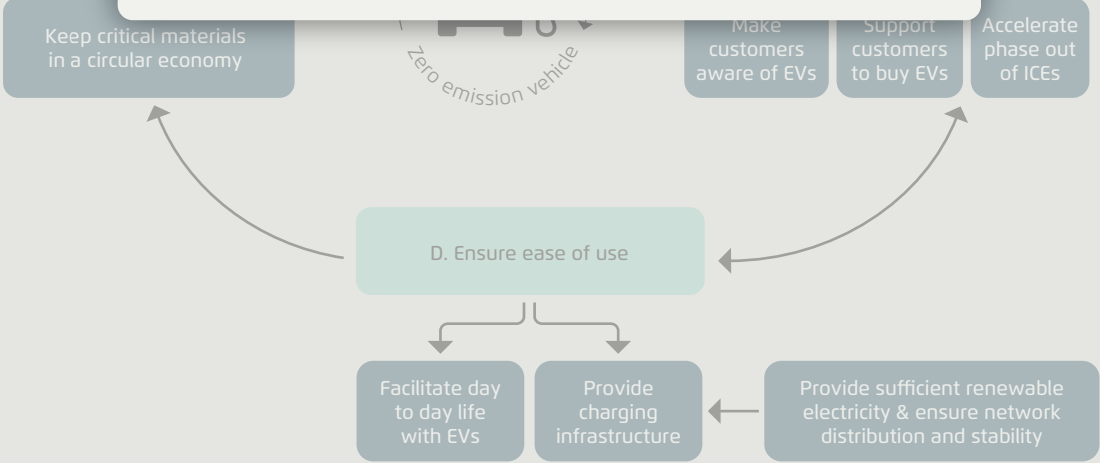 Keep critical materials
in a circular economy
Zero emission vehicle
Make
customers
aware of EVs
Support
customers
to buy EVs
Accelerate
phase out
of ICEs
D. Ensure ease of use
Facilitate day
to day life
with EVs
Provide
charging
infrastructure
Provide sufficient renewable
electricity & ensure network
distribution and stability